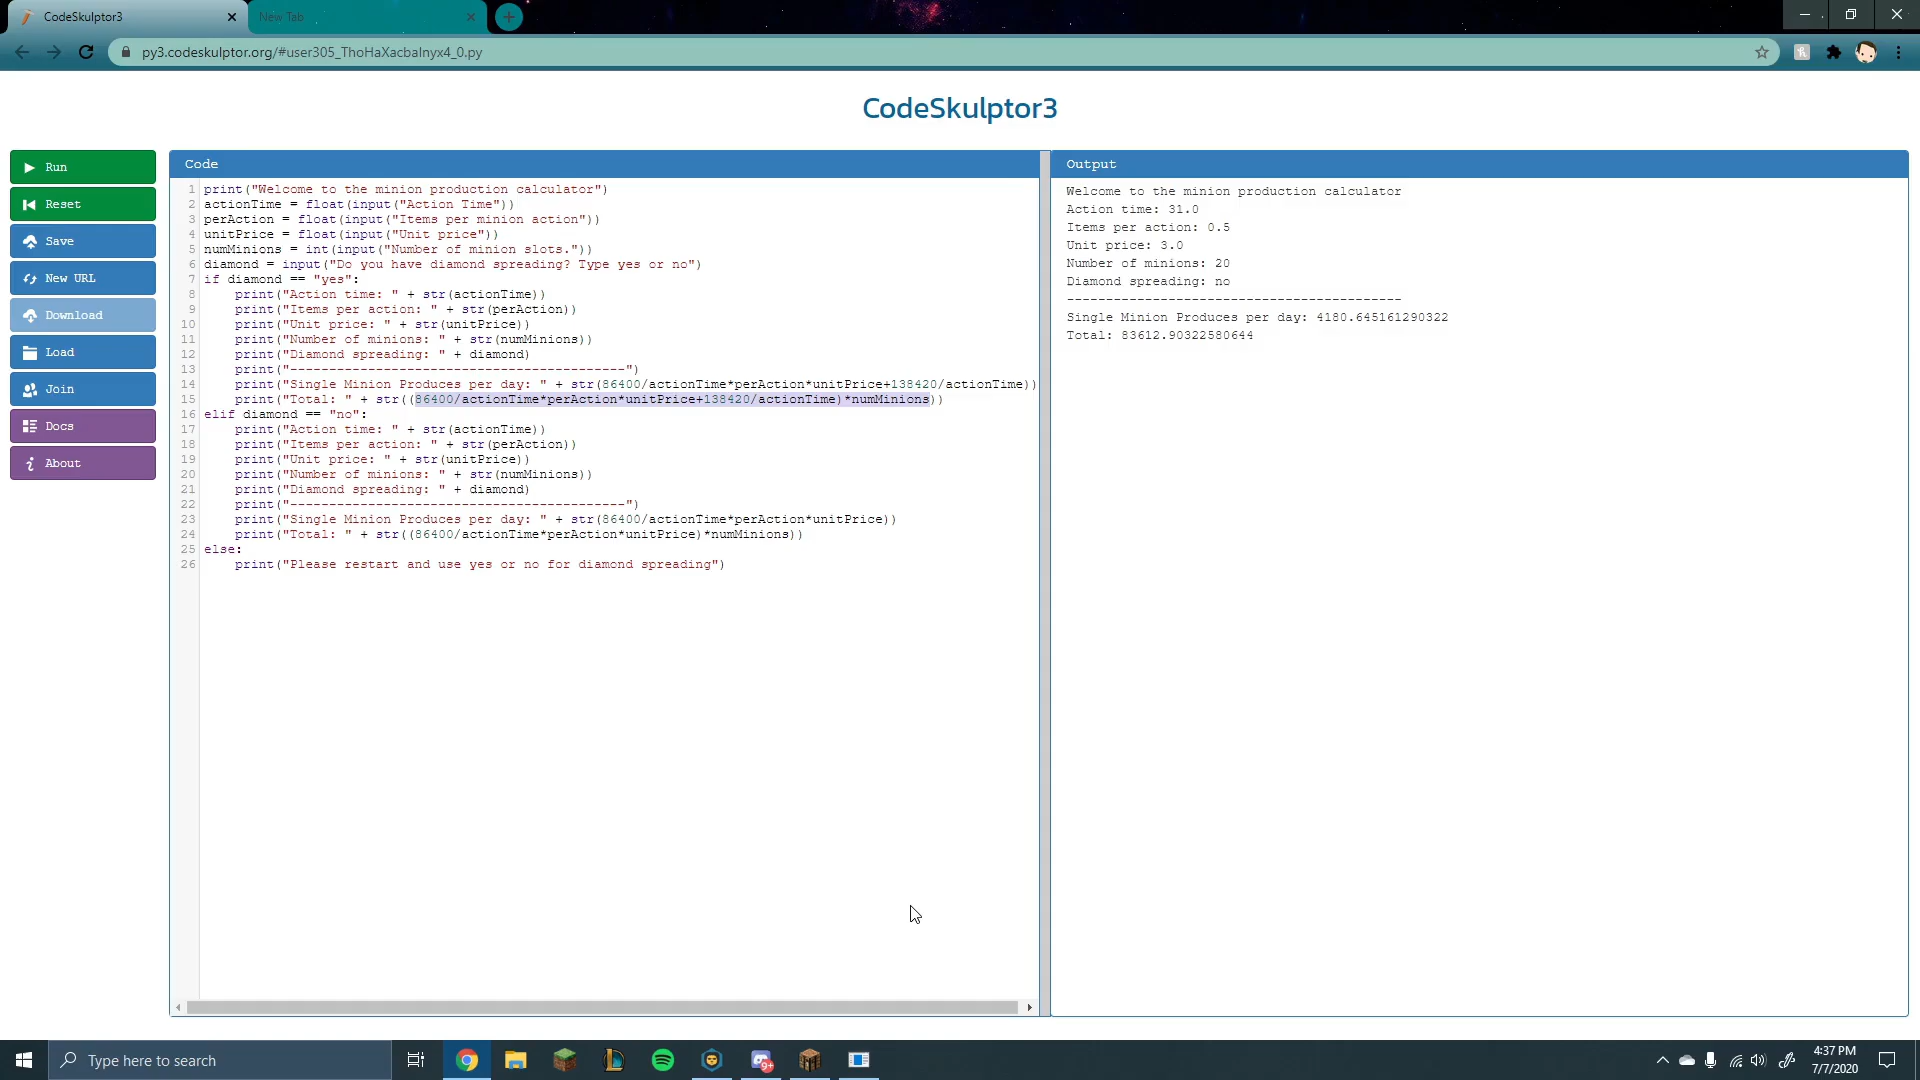 CodeSkulptor3
New Tab
py3.codeskulptor.org/#user305_ThoHaXacbaInyx4_0.py
CodeSkulptor3
Run
Reset
Save
New URL
Download
Load
Join
Docs
About
Code
1 print("Welcome to the minion production calculator")
2 actionTime = float(input("Action Time"))
3 perAction = float(input("Items per minion action"))
4 unitPrice = float(input("Unit price"))
5 numMinions = int(input("Number of minion slots."))
6 diamond = input("Do you have diamond spreading? Type yes or no")
7 if diamond == "yes":
8     print("Action time: " + str(actionTime))
9     print("Items per action: " + str(perAction))
10     print("Unit price: " + str(unitPrice))
11     print("Number of minions: " + str(numMinions))
12     print("Diamond spreading: " + diamond)
13     print("-------------------------------------------")
14     print("Single Minion Produces per day: " + str(86400/actionTime*perAction*unitPrice+138420/actionTime))
15     print("Total: " + str((86400/actionTime*perAction*unitPrice+138420/actionTime)*numMinions))
16 elif diamond == "no":
17     print("Action time: " + str(actionTime))
18     print("Items per action: " + str(perAction))
19     print("Unit price: " + str(unitPrice))
20     print("Number of minions: " + str(numMinions))
21     print("Diamond spreading: " + diamond)
22     print("-------------------------------------------")
23     print("Single Minion Produces per day: " + str(86400/actionTime*perAction*unitPrice))
24     print("Total: " + str((86400/actionTime*perAction*unitPrice)*numMinions))
25 else:
26     print("Please restart and use yes or no for diamond spreading")
Output
Welcome to the minion production calculator
Action time: 31.0
Items per action: 0.5
Unit price: 3.0
Number of minions: 20
Diamond spreading: no
-------------------------------------------
Single Minion Produces per day: 4180.645161290322
Total: 83612.90322580644
Type here to search
9+
4:37 PM
7/7/2020